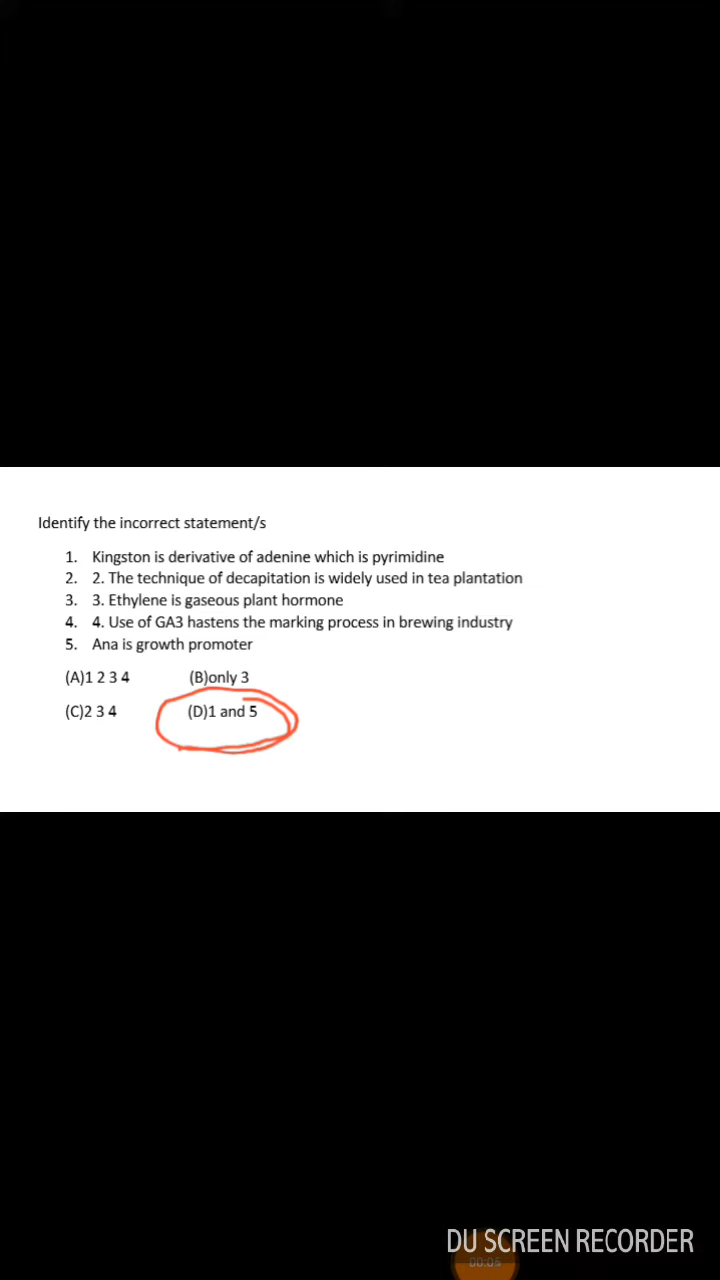 Identify the incorrect statement/s
1. Kingston is derivative of adenine which is pyrimidine
2. 2. The technique of decapitation is widely used in tea plantation
3. 3. Ethylene is gaseous plant hormone
4. 4. Use of GA3 hastens the marking process in brewing industry
5. Ana is growth promoter
(A)1 2 3 4 (B)only 3
(C)2 3 4 (D)1 and 5
DU SCREEN RECORDER
00:05